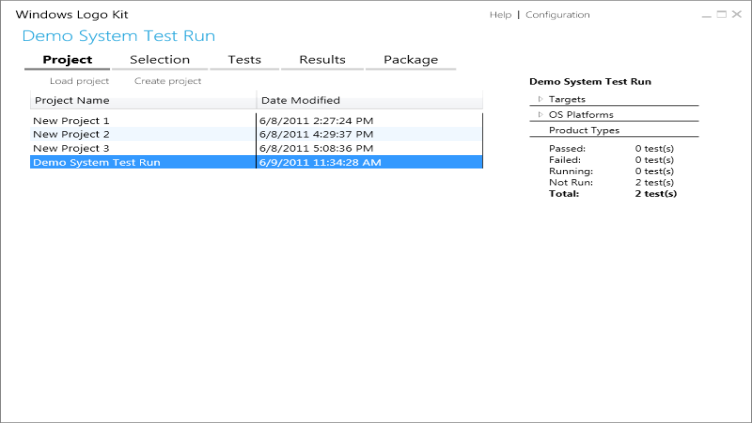 Windows Logo Kit
Help | Configuration
Demo System Test Run
Project Selection Tests Results Package
Load project Create project
Project Name Date Modified
New Project 1 6/8/2011 2:27:24 PM
New Project 2 6/8/2011 4:29:37 PM
New Project 3 6/8/2011 5:08:36 PM
Demo System Test Run 6/9/2011 11:34:28 AM
Demo System Test Run
Targets
OS Platforms
Product Types
Passed: 0 test(s)
Failed: 0 test(s)
Running: 0 test(s)
Not Run: 2 test(s)
Total: 2 test(s)